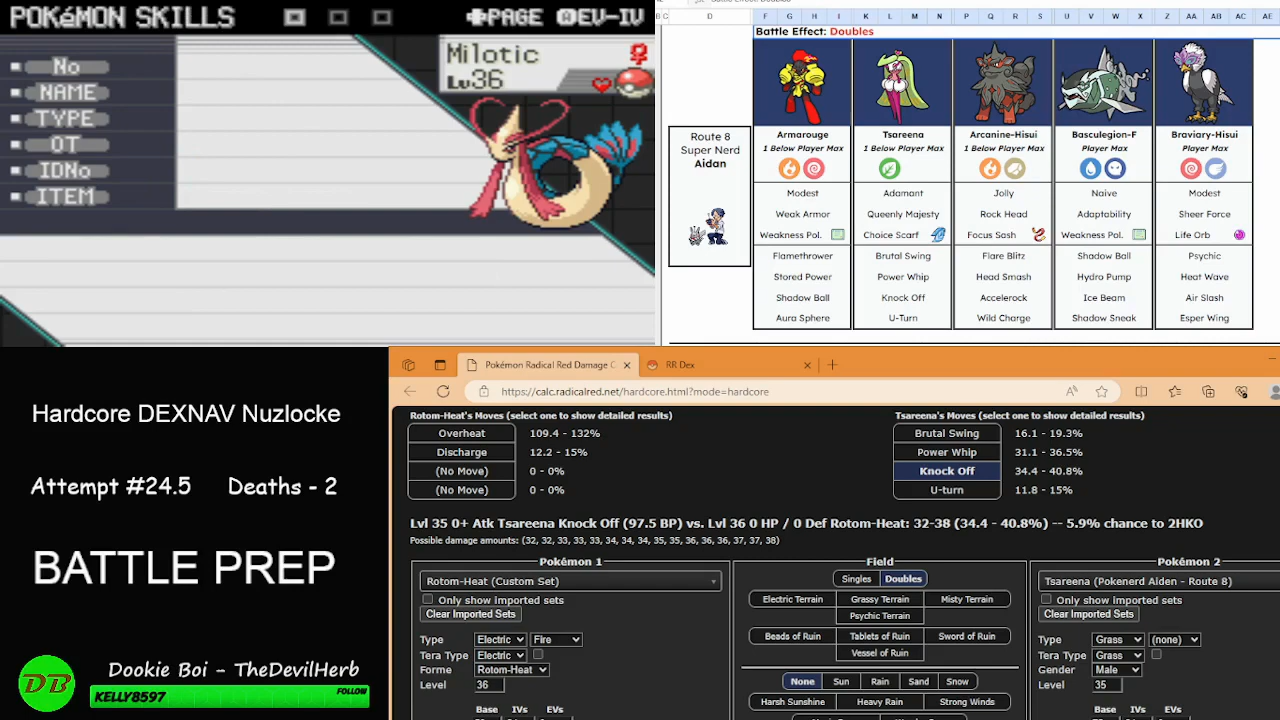 POKéMON SKILLS
PAGE
EV-IV
No
NAME
TYPE
OT
IDNo
ITEM
Milotic
Lv36
B C D F G H I K L M N P Q R S U V W X Z AA AB AC AE
Battle Effect: Doubles
Route 8
Super Nerd
Aidan
Armarouge Tsareena Arcanine-Hisui Basculegion-F Braviary-Hisui
1 Below Player Max 1 Below Player Max 1 Below Player Max Player Max Player Max
Modest Adamant Jolly Naive Modest
Weak Armor Queenly Majesty Rock Head Adaptability Sheer Force
Weakness Pol. Choice Scarf Focus Sash Weakness Pol. Life Orb
Flamethrower Brutal Swing Flare Blitz Shadow Ball Psychic
Stored Power Power Whip Head Smash Hydro Pump Heat Wave
Shadow Ball Knock Off Accelerock Ice Beam Air Slash
Aura Sphere U-Turn Wild Charge Shadow Sneak Esper Wing
Hardcore DEXNAV Nuzlocke
Attempt #24.5 Deaths - 2
BATTLE PREP
Dookie Boi - TheDevilHerb
DB
KELLY8597
FOLLOW
Pokémon Radical Red Damage C
RR Dex
https://calc.radicalred.net/hardcore.html?mode=hardcore
Rotom-Heat's Moves (select one to show detailed results)
Overheat 109.4 - 132%
Discharge 12.2 - 15%
(No Move) 0 - 0%
(No Move) 0 - 0%
Tsareena's Moves (select one to show detailed results)
Brutal Swing 16.1 - 19.3%
Power Whip 31.1 - 36.5%
Knock Off 34.4 - 40.8%
U-turn 11.8 - 15%
Lvl 35 0+ Atk Tsareena Knock Off (97.5 BP) vs. Lvl 36 0 HP / 0 Def Rotom-Heat: 32-38 (34.4 - 40.8%) -- 5.9% chance to 2HKO
Possible damage amounts: (32, 32, 33, 33, 33, 34, 34, 34, 35, 35, 36, 36, 36, 37, 37, 38)
Pokémon 1
Rotom-Heat (Custom Set)
Only show imported sets
Clear Imported Sets
Type Electric Fire
Tera Type Electric
Forme Rotom-Heat
Level 36
Base IVs EVs
Field
Singles Doubles
Electric Terrain Grassy Terrain Misty Terrain
Psychic Terrain
Beads of Ruin Tablets of Ruin Sword of Ruin
Vessel of Ruin
None Sun Rain Sand Snow
Harsh Sunshine Heavy Rain Strong Winds
Pokémon 2
Tsareena (Pokenerd Aiden - Route 8)
Only show imported sets
Clear Imported Sets
Type Grass (none)
Tera Type Grass
Gender Male
Level 35
Base IVs EVs